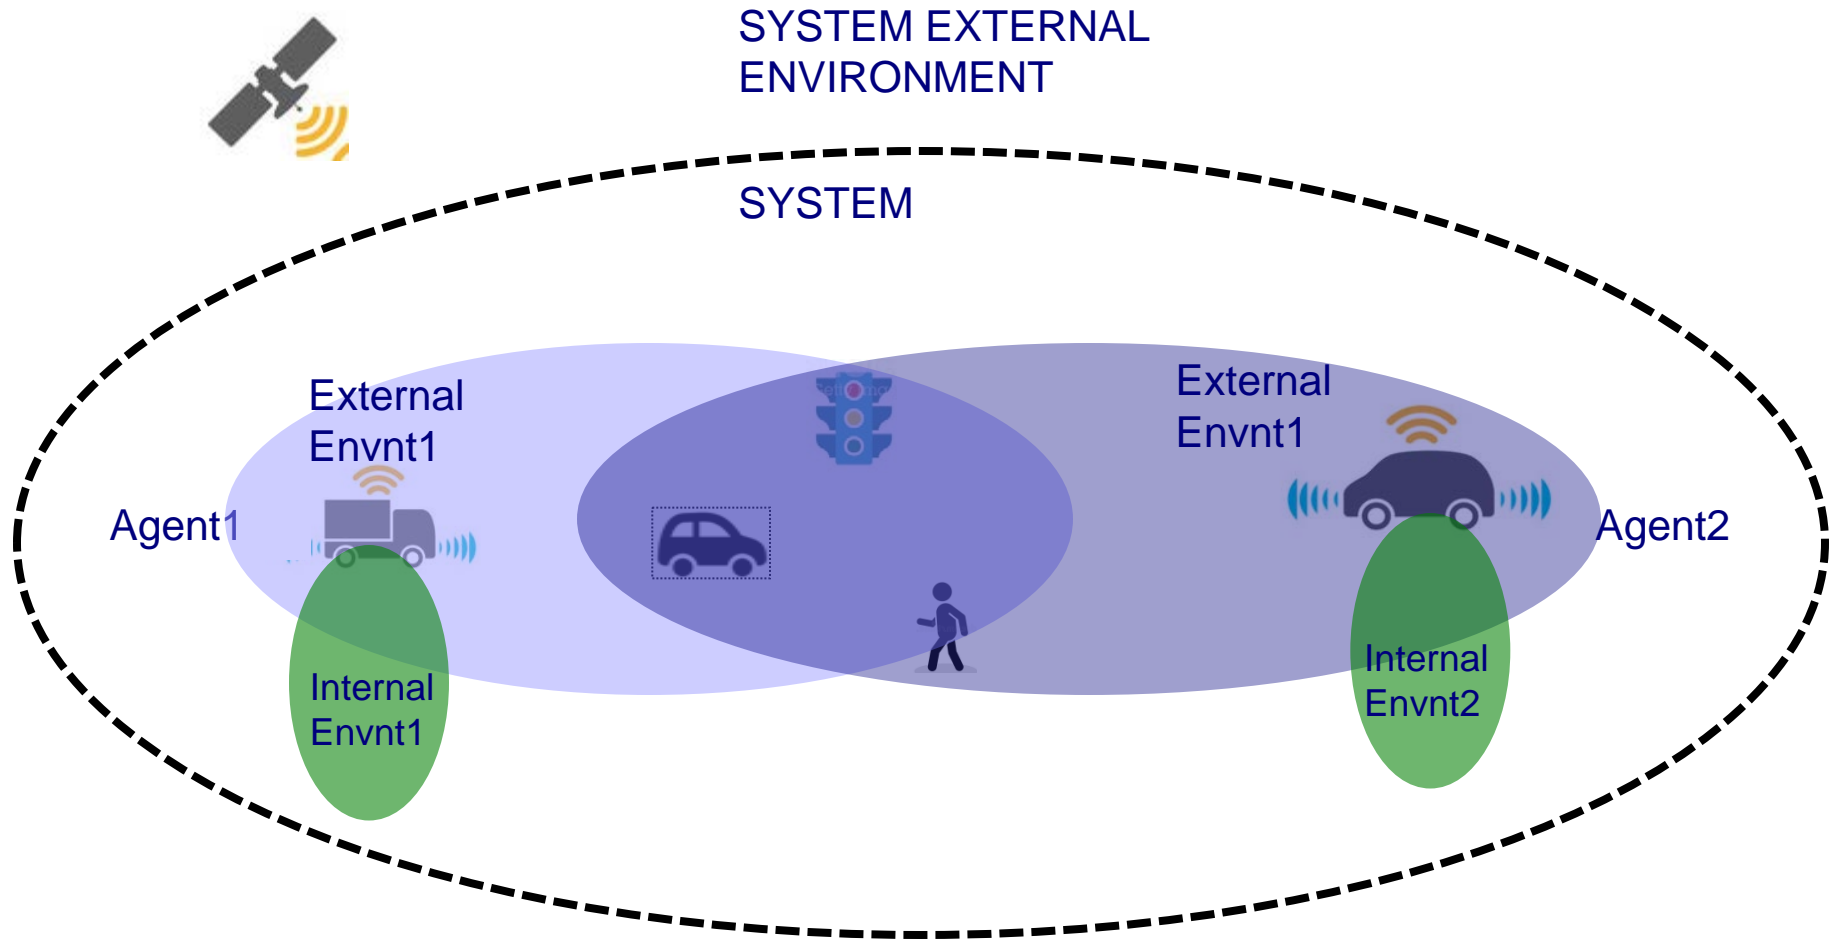 SYSTEM EXTERNAL
ENVIRONMENT
SYSTEM
External
Envnt1
External
Envnt1
Agent1
Agent2
Internal
Envnt1
Internal
Envnt2